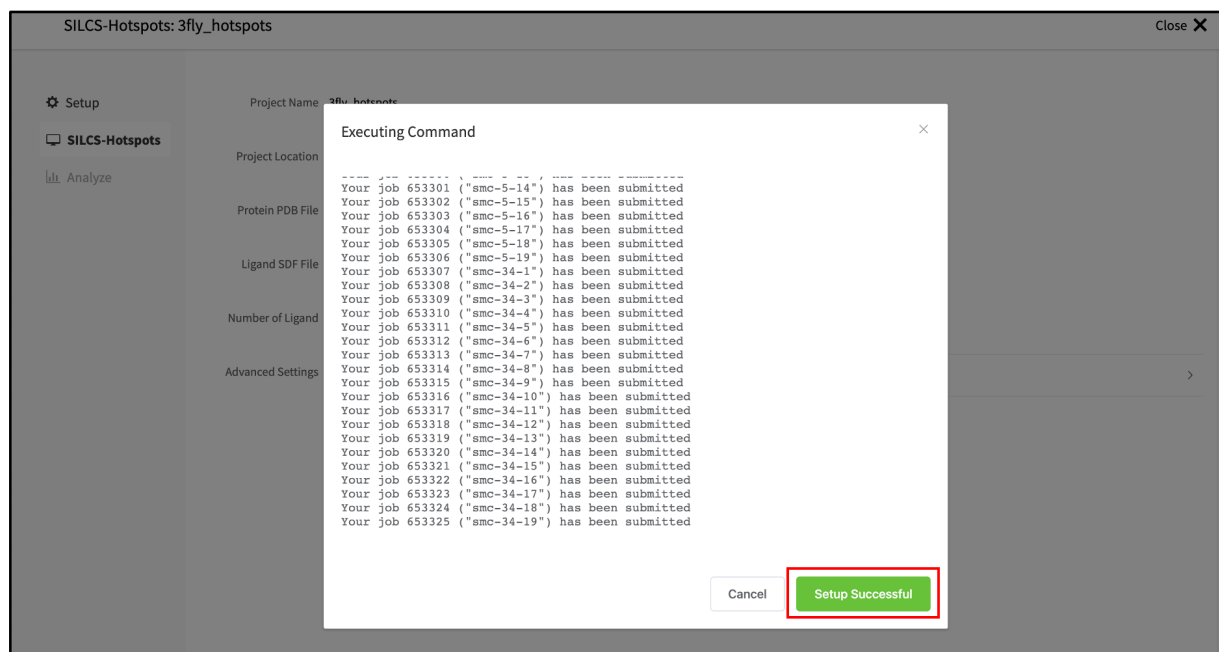 SILCS-Hotspots: 3fly_hotspots
Close
Setup
SILCS-Hotspots
Analyze
Project Name 3fly_hotspots
Project Location
Protein PDB File
Ligand SDF File
Number of Ligand
Advanced Settings
Executing Command
Your job 653301 ("smc-5-14") has been submitted
Your job 653302 ("smc-5-15") has been submitted
Your job 653303 ("smc-5-16") has been submitted
Your job 653304 ("smc-5-17") has been submitted
Your job 653305 ("smc-5-18") has been submitted
Your job 653306 ("smc-5-19") has been submitted
Your job 653307 ("smc-34-1") has been submitted
Your job 653308 ("smc-34-2") has been submitted
Your job 653309 ("smc-34-3") has been submitted
Your job 653310 ("smc-34-4") has been submitted
Your job 653311 ("smc-34-5") has been submitted
Your job 653312 ("smc-34-6") has been submitted
Your job 653313 ("smc-34-7") has been submitted
Your job 653314 ("smc-34-8") has been submitted
Your job 653315 ("smc-34-9") has been submitted
Your job 653316 ("smc-34-10") has been submitted
Your job 653317 ("smc-34-11") has been submitted
Your job 653318 ("smc-34-12") has been submitted
Your job 653319 ("smc-34-13") has been submitted
Your job 653320 ("smc-34-14") has been submitted
Your job 653321 ("smc-34-15") has been submitted
Your job 653322 ("smc-34-16") has been submitted
Your job 653323 ("smc-34-17") has been submitted
Your job 653324 ("smc-34-18") has been submitted
Your job 653325 ("smc-34-19") has been submitted
Cancel
Setup Successful